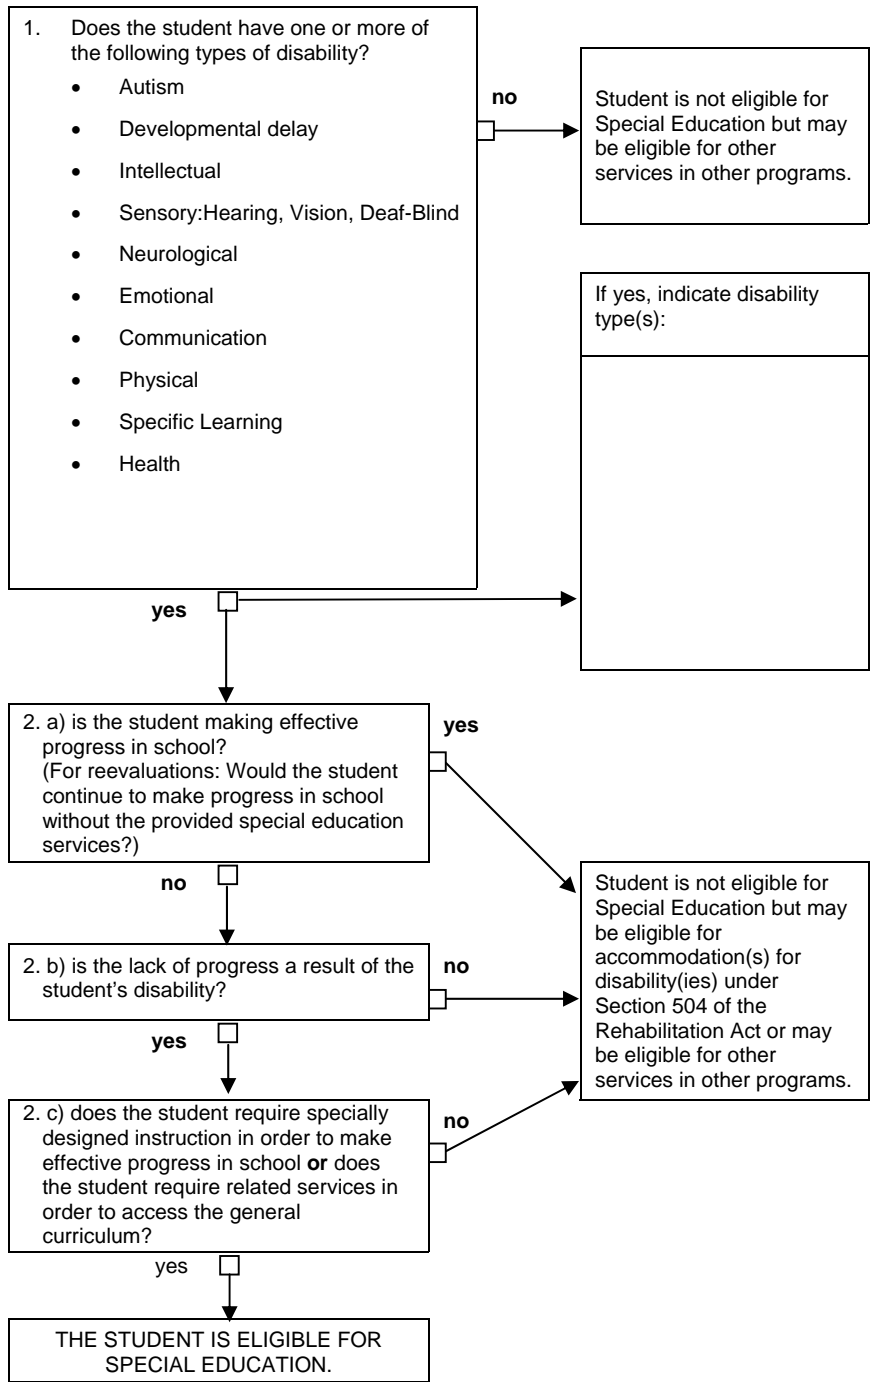 1. Does the student have one or more of
the following types of disability?
• Autism
• Developmental delay
• Intellectual
• Sensory:Hearing, Vision, Deaf-Blind
• Neurological
• Emotional
• Communication
• Physical
• Specific Learning
• Health
no
Student is not eligible for
Special Education but may
be eligible for other
services in other programs.
If yes, indicate disability
type(s):
yes
2. a) is the student making effective
progress in school?
(For reevaluations: Would the student
continue to make progress in school
without the provided special education
services?)
yes
no
2. b) is the lack of progress a result of the
student’s disability?
no
Student is not eligible for
Special Education but may
be eligible for
accommodation(s) for
disability(ies) under
Section 504 of the
Rehabilitation Act or may
be eligible for other
services in other programs.
yes
2. c) does the student require specially
designed instruction in order to make
effective progress in school or does
the student require related services in
order to access the general
curriculum?
no
yes
THE STUDENT IS ELIGIBLE FOR
SPECIAL EDUCATION.